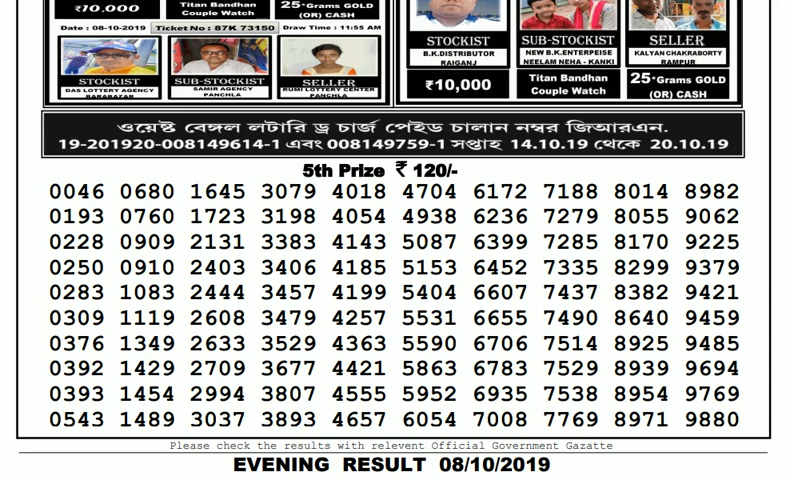 ₹10,000
Titan Bandhan
Couple Watch
25*Grams GOLD
(OR) CASH
Date : 08-10-2019 Ticket No : 87K 73150 Draw Time : 11:55 AM
STOCKIST
DAS LOTTERY AGENCY
BARABAZAR
SUB-STOCKIST
SAMIR AGENCY
PANCHLA
SELLER
RUMI LOTTERY CENTER
PANCHLA
STOCKIST
B.K.DISTRIBUTOR
RAIGANJ
SUB-STOCKIST
NEW B.K.ENTERPEISE
NEELAM NEHA - KANKI
SELLER
KALYAN CHAKRABORTY
RAMPUR
₹10,000
Titan Bandhan
Couple Watch
25*Grams GOLD
(OR) CASH
ওয়েষ্ট বেঙ্গল লটারি ড্র চার্জ পেইড চালান নম্বর জিআরএন.
19-201920-008149614-1 এবং 008149759-1 সপ্তাহ 14.10.19 থেকে 20.10.19
5th Prize ₹ 120/-
0046 0680 1645 3079 4018 4704 6172 7188 8014 8982
0193 0760 1723 3198 4054 4938 6236 7279 8055 9062
0228 0909 2131 3383 4143 5087 6399 7285 8170 9225
0250 0910 2403 3406 4185 5153 6452 7335 8299 9379
0283 1083 2444 3457 4199 5404 6607 7437 8382 9421
0309 1119 2608 3479 4257 5531 6655 7490 8640 9459
0376 1349 2633 3529 4363 5590 6706 7514 8925 9485
0392 1429 2709 3677 4421 5863 6783 7529 8939 9694
0393 1454 2994 3807 4555 5952 6935 7538 8954 9769
0543 1489 3037 3893 4657 6054 7008 7769 8971 9880
Please check the results with relevent Official Government Gazatte
EVENING RESULT 08/10/2019